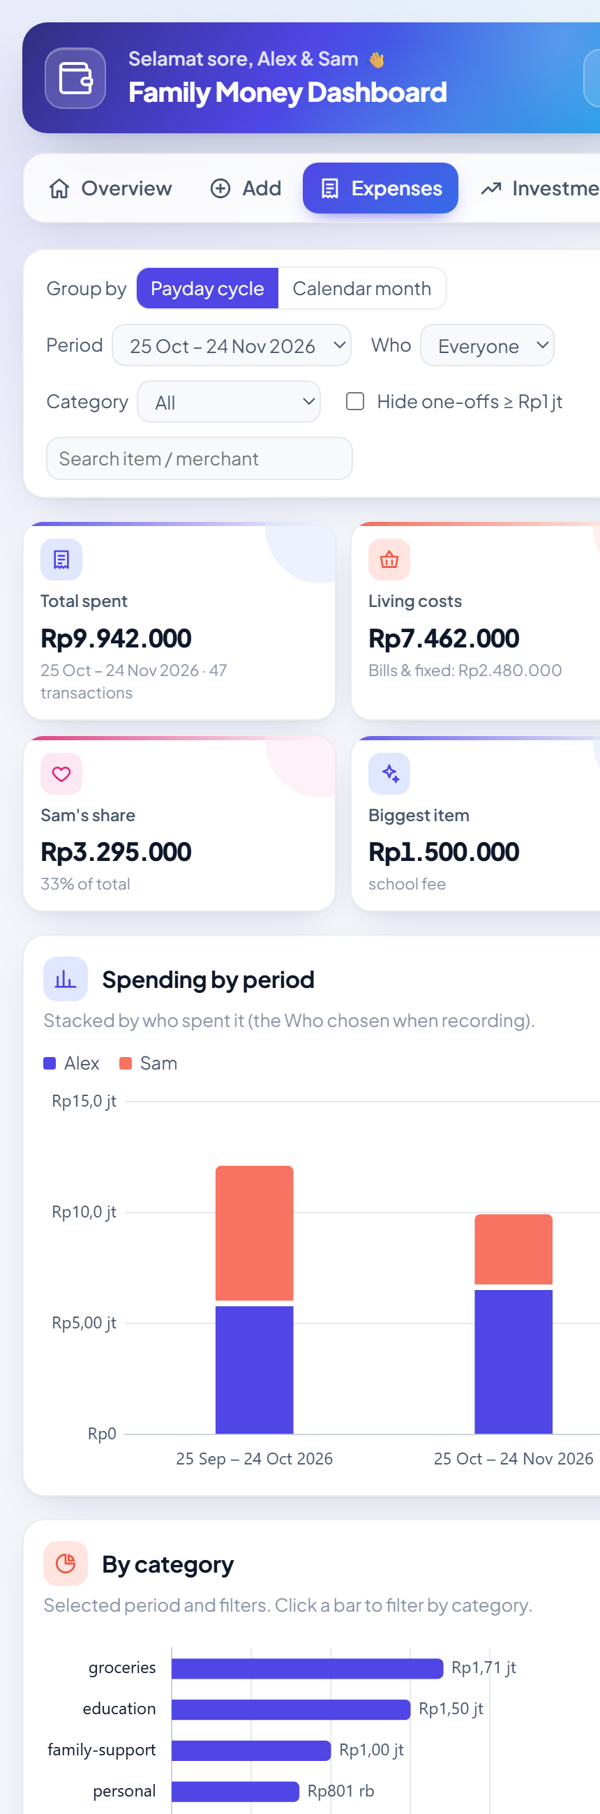 Selamat sore, Alex & Sam 👋
Family Money Dashboard
Overview Add Expenses Investme
Group by Payday cycle Calendar month
Period 25 Oct – 24 Nov 2026 Who Everyone
Category All Hide one-offs ≥ Rp1 jt
Search item / merchant
Total spent
Rp9.942.000
25 Oct – 24 Nov 2026 · 47
transactions
Living costs
Rp7.462.000
Bills & fixed: Rp2.480.000
Sam's share
Rp3.295.000
33% of total
Biggest item
Rp1.500.000
school fee
Spending by period
Stacked by who spent it (the Who chosen when recording).
Alex Sam
Rp15,0 jt
Rp10,0 jt
Rp5,00 jt
Rp0
25 Sep – 24 Oct 2026 25 Oct – 24 Nov 2026
By category
Selected period and filters. Click a bar to filter by category.
groceries Rp1,71 jt
education Rp1,50 jt
family-support Rp1,00 jt
personal Rp801 rb